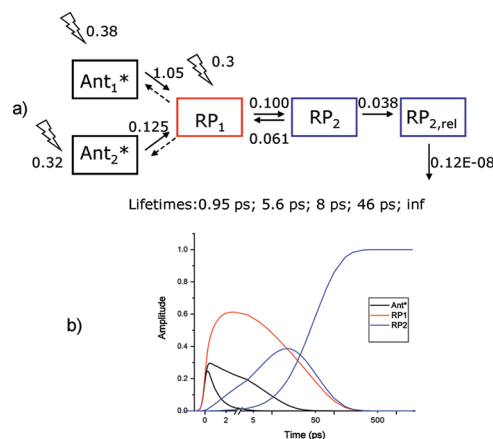 0.38
Ant1*
1.05
0.3
a)
RP1
0.100
0.061
RP2
0.038
RP2,rel
0.125
Ant2*
0.32
0.12E-08
Lifetimes:0.95 ps; 5.6 ps; 8 ps; 46 ps; inf
b)
Amplitude
1.0
0.8
0.6
0.4
0.2
0.0
Ant*
RP1
RP2
0 2 5 50 500
Time (ps)